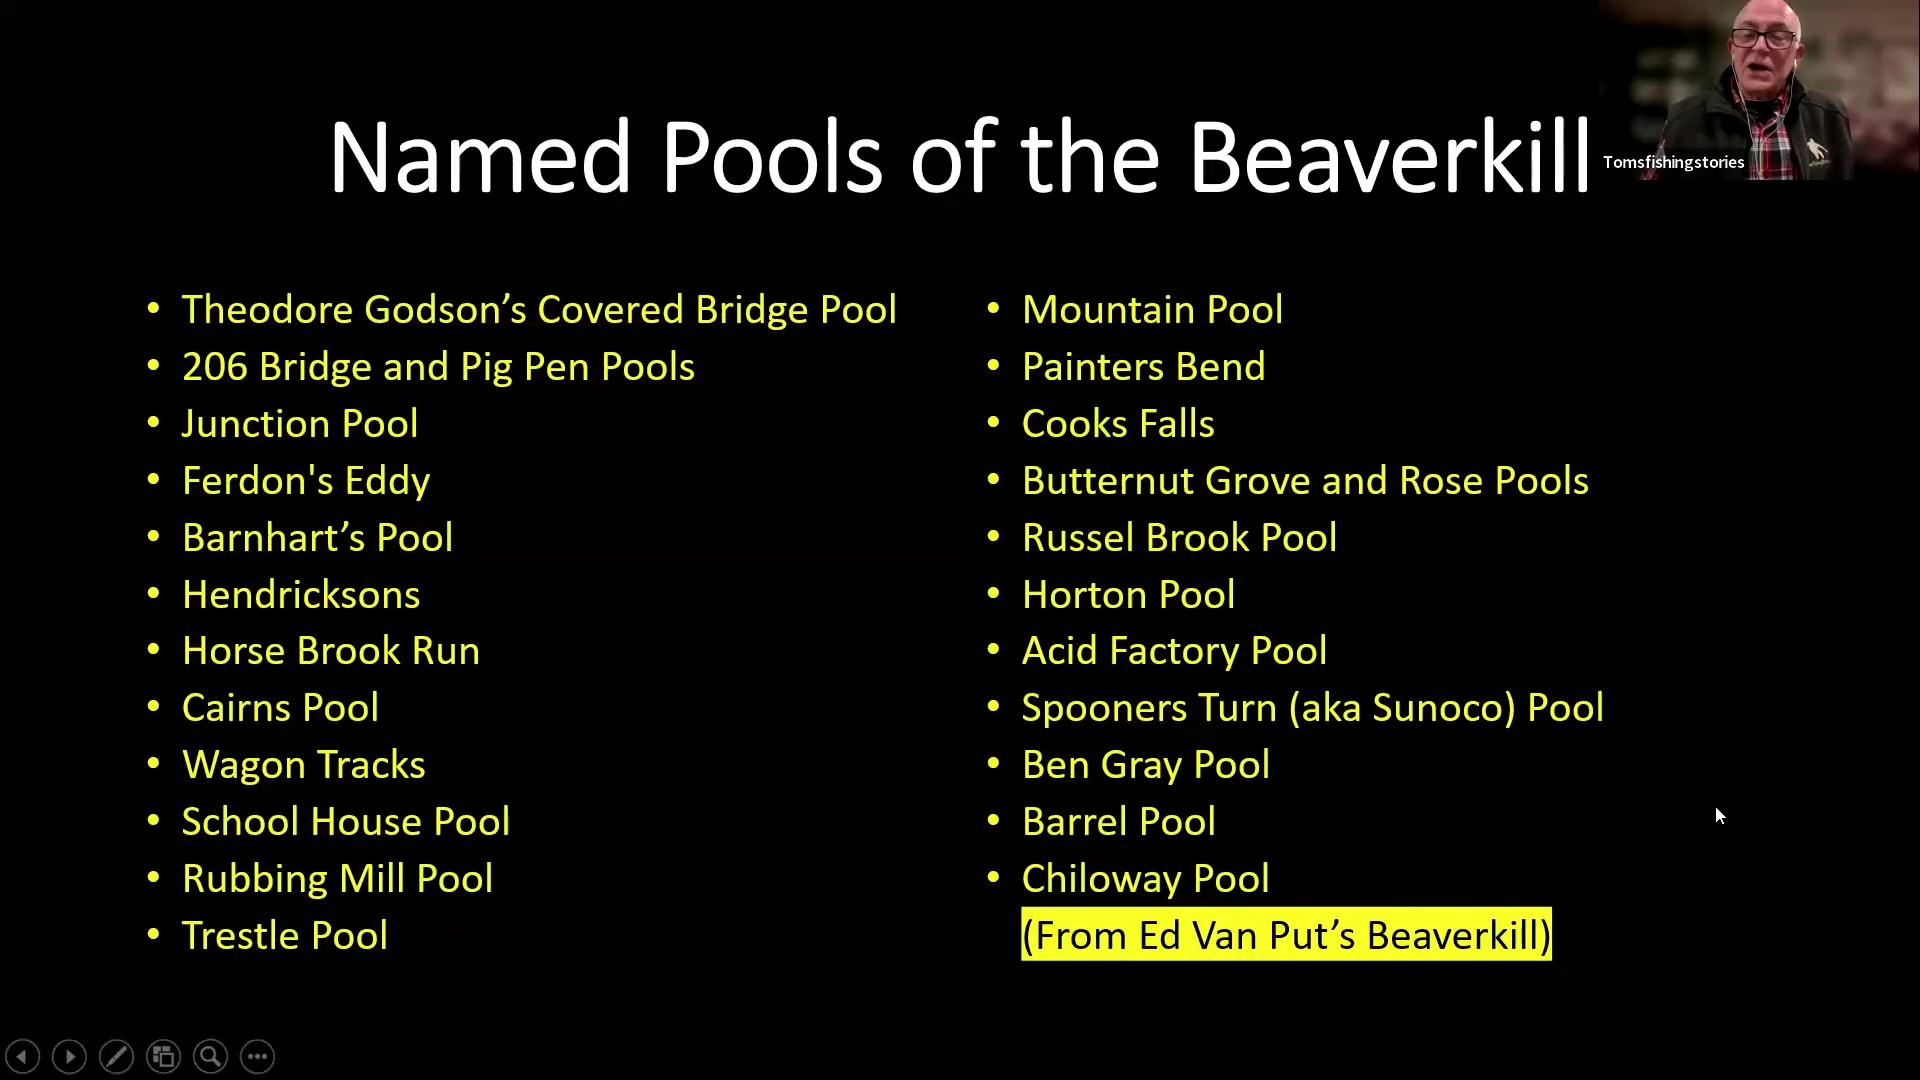 Named Pools of the Beaverkill
Tomsfishingstories
• Theodore Godson’s Covered Bridge Pool
• 206 Bridge and Pig Pen Pools
• Junction Pool
• Ferdon's Eddy
• Barnhart’s Pool
• Hendricksons
• Horse Brook Run
• Cairns Pool
• Wagon Tracks
• School House Pool
• Rubbing Mill Pool
• Trestle Pool
• Mountain Pool
• Painters Bend
• Cooks Falls
• Butternut Grove and Rose Pools
• Russel Brook Pool
• Horton Pool
• Acid Factory Pool
• Spooners Turn (aka Sunoco) Pool
• Ben Gray Pool
• Barrel Pool
• Chiloway Pool
(From Ed Van Put’s Beaverkill)